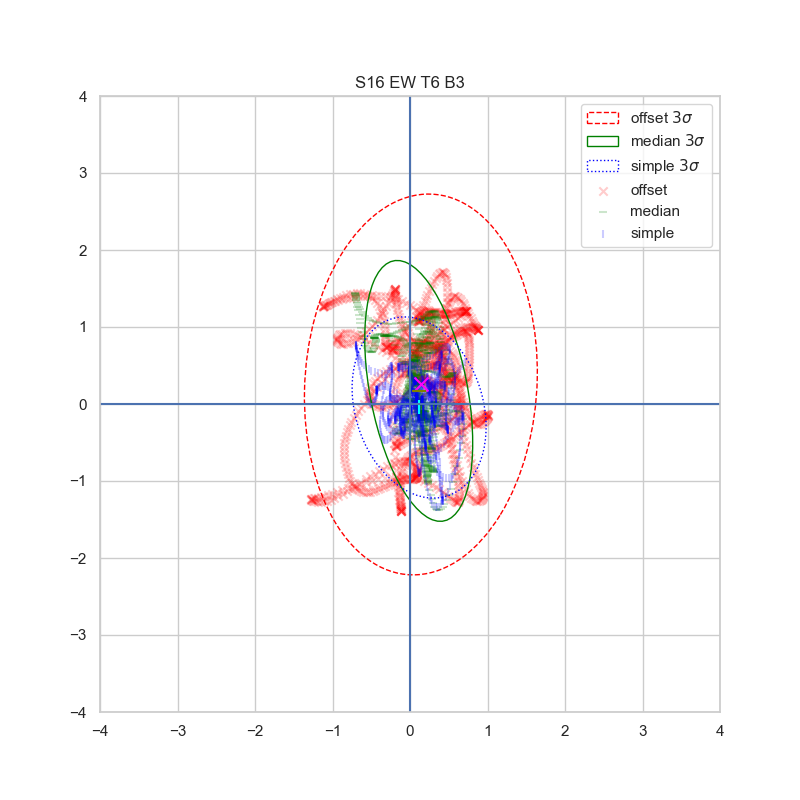 S16 EW T6 B3
4
3
2
1
0
−1
−2
−3
−4
−4
−3
−2
−1
0
1
2
3
4
offset 3σ
median 3σ
simple 3σ
offset
median
simple